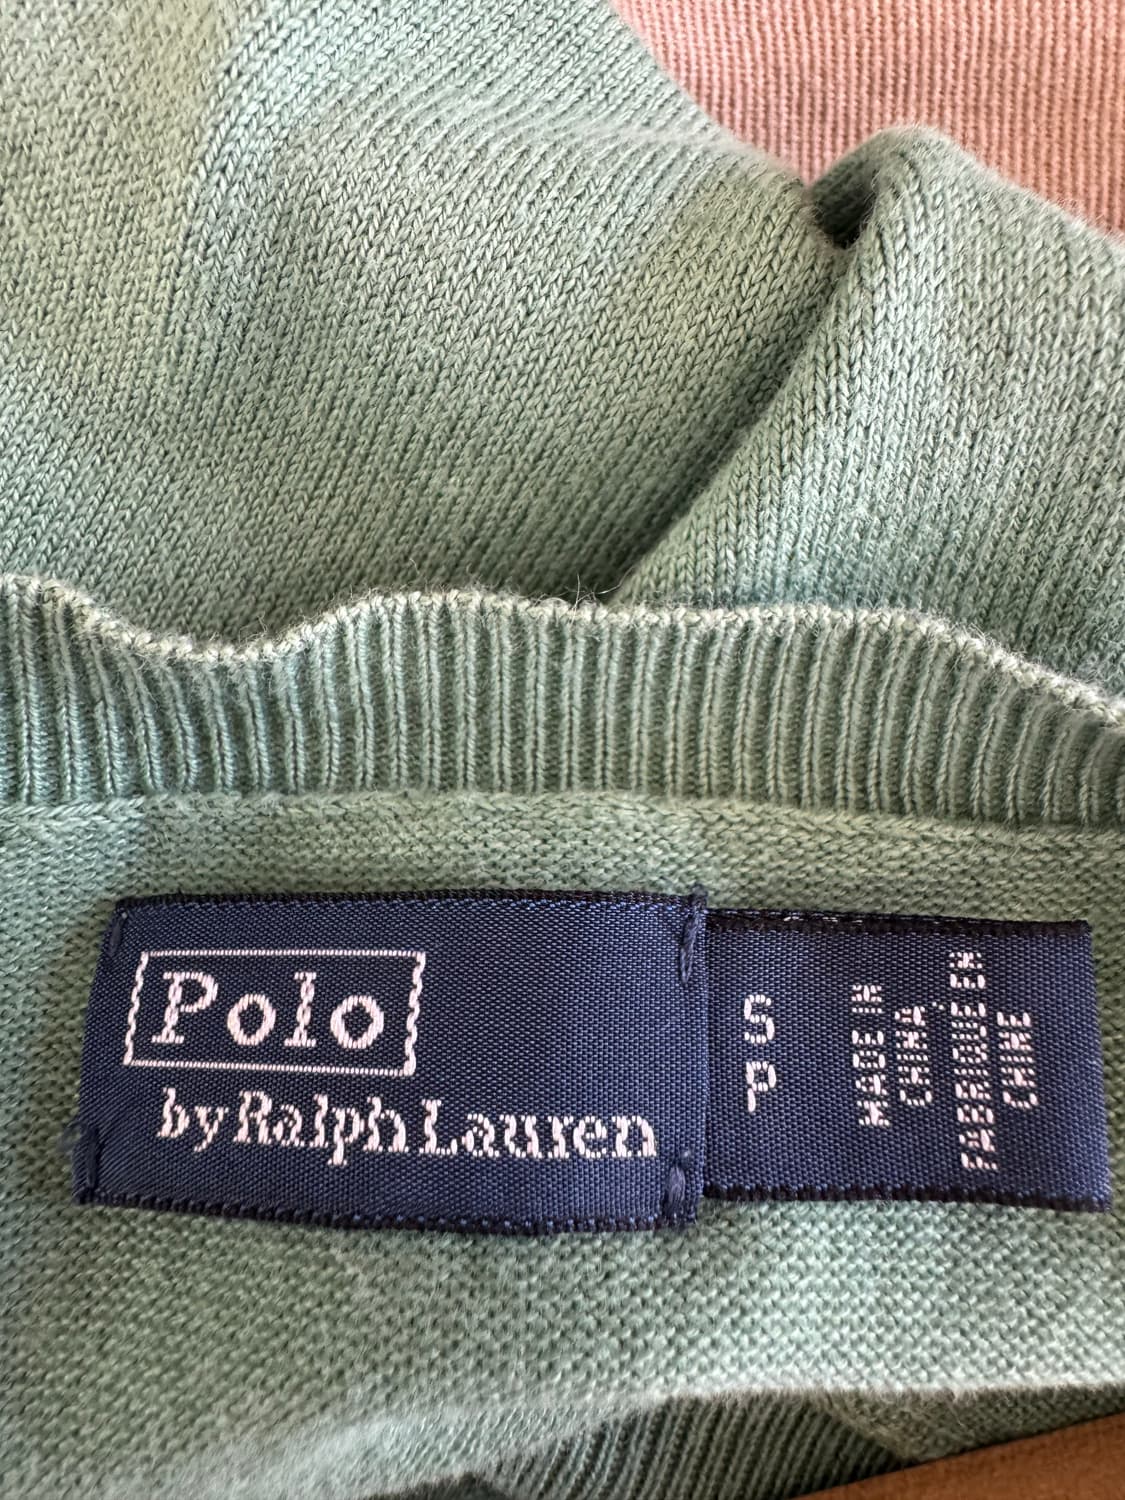 Polo
by Ralph Lauren
S
P
MADE IN
CHINA
FABRIQUÉ EN
CHINE